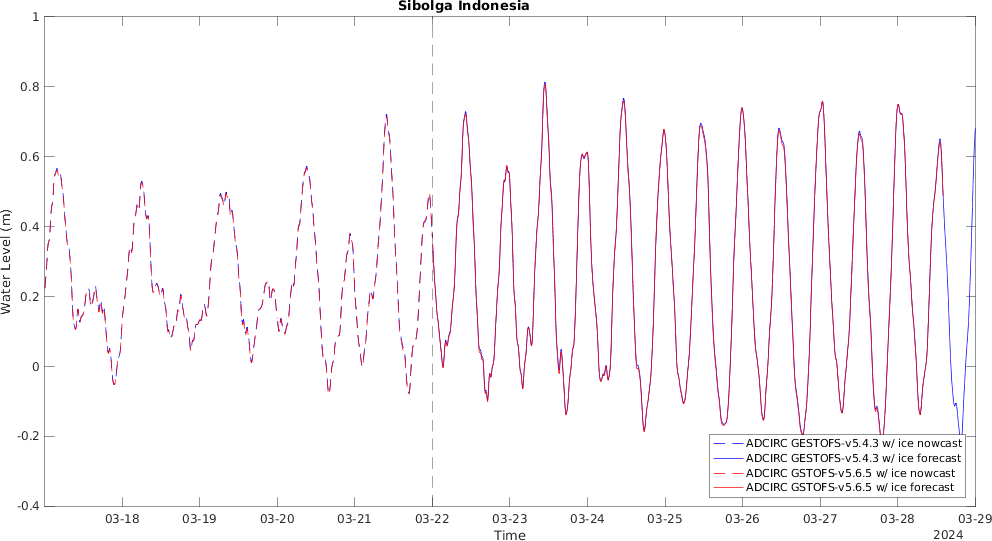 Sibolga Indonesia
1
0.8
0.6
0.4
0.2
0
-0.2
-0.4
Water Level (m)
ADCIRC GESTOFS-v5.4.3 w/ ice nowcast
ADCIRC GESTOFS-v5.4.3 w/ ice forecast
ADCIRC GSTOFS-v5.6.5 w/ ice nowcast
ADCIRC GSTOFS-v5.6.5 w/ ice forecast
03-18 03-19 03-20 03-21 03-22 03-23 03-24 03-25 03-26 03-27 03-28 03-29
Time
2024